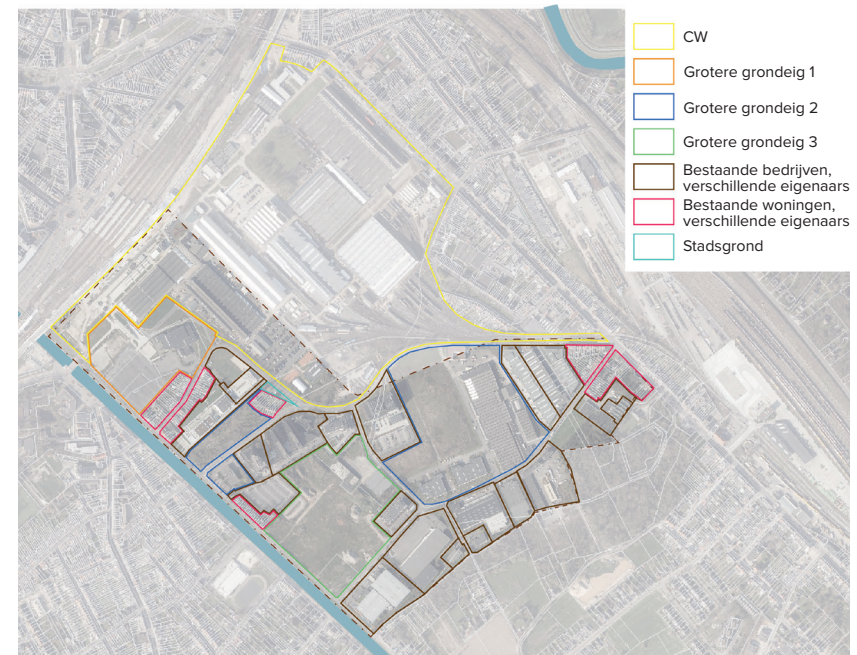 CW
Grotere grondeig 1
Grotere grondeig 2
Grotere grondeig 3
Bestaande bedrijven,
verschillende eigenaars
Bestaande woningen,
verschillende eigenaars
Stadsgrond